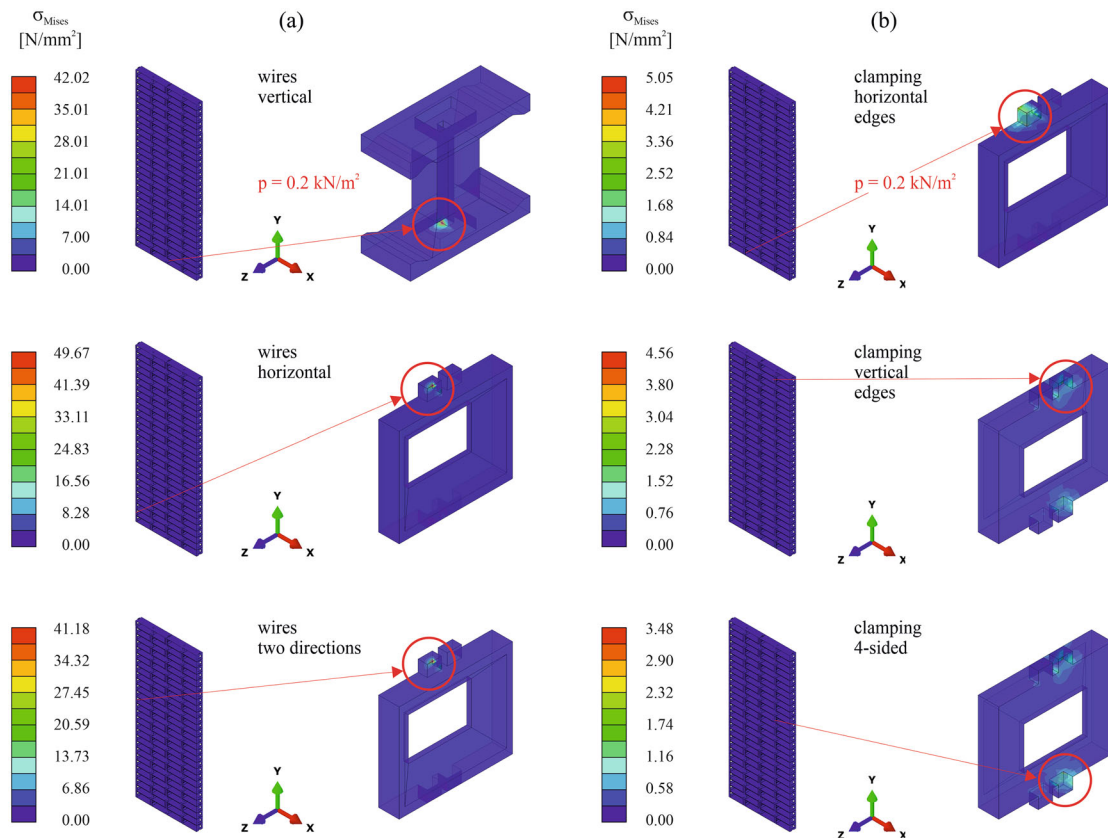 σMises
[N/mm²]
(a)
42.02
35.01
28.01
21.01
14.01
7.00
0.00
wires
vertical
p = 0.2 kN/m²
Y
Z
X
49.67
41.39
33.11
24.83
16.56
8.28
0.00
wires
horizontal
Y
Z
X
41.18
34.32
27.45
20.59
13.73
6.86
0.00
wires
two directions
Y
Z
X
σMises
[N/mm²]
(b)
5.05
4.21
3.36
2.52
1.68
0.84
0.00
clamping
horizontal
edges
p = 0.2 kN/m²
Y
Z
X
4.56
3.80
3.04
2.28
1.52
0.76
0.00
clamping
vertical
edges
Y
Z
X
3.48
2.90
2.32
1.74
1.16
0.58
0.00
clamping
4-sided
Y
Z
X